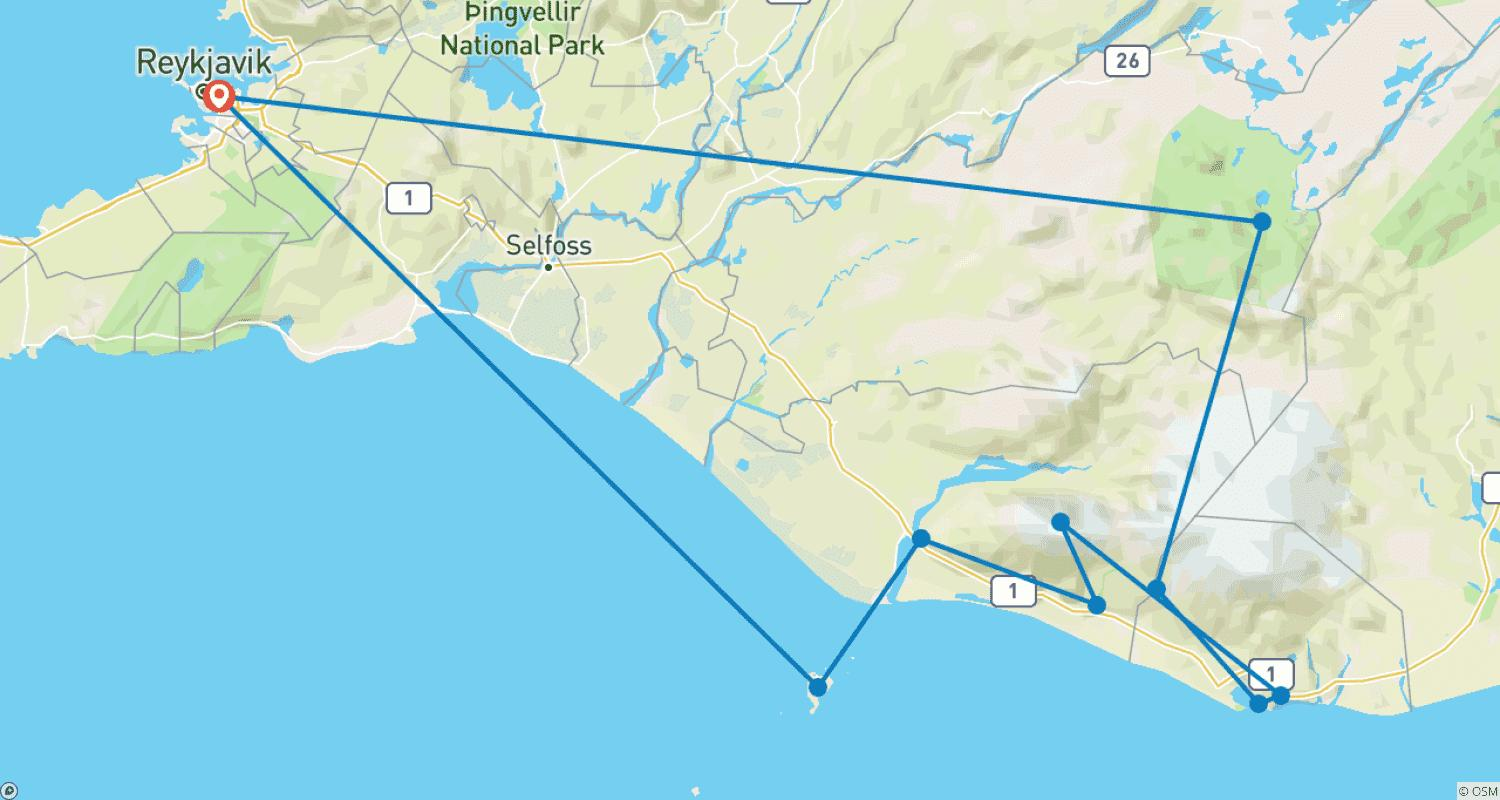 Þingvellir
National Park
Reykjavik
26
1
Selfoss
1
1
© OSM